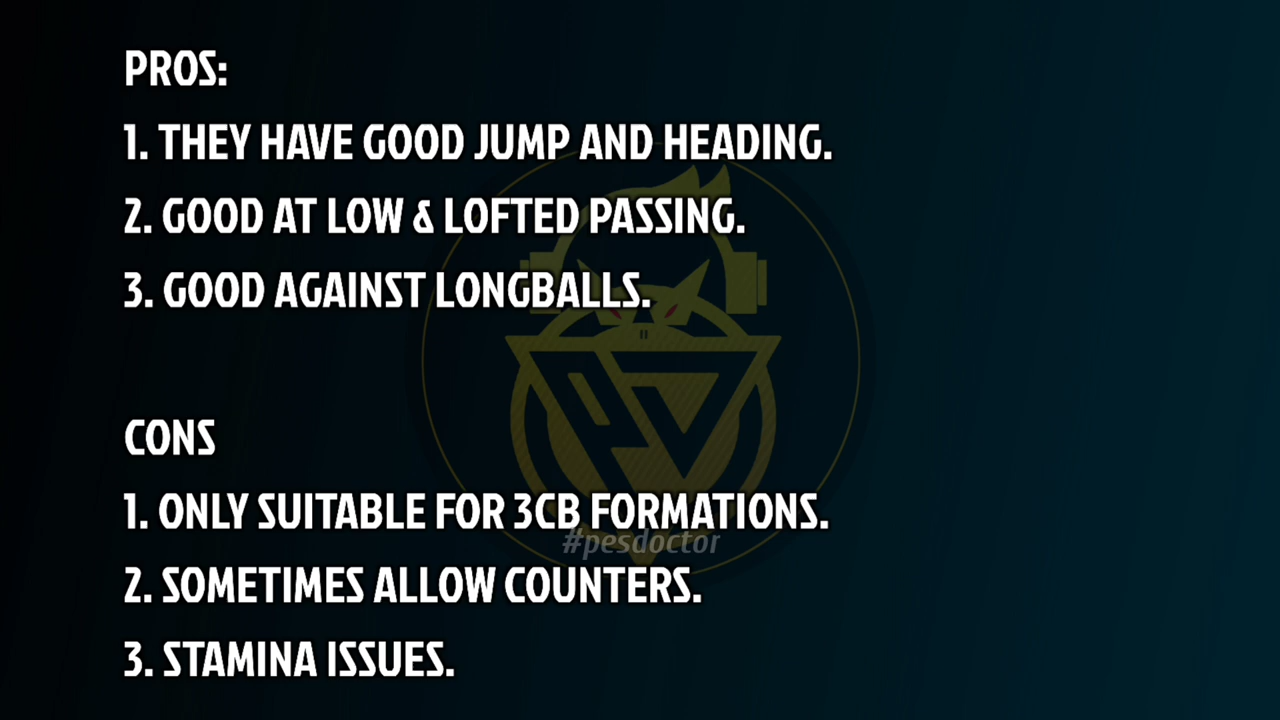 PROS:
1. THEY HAVE GOOD JUMP AND HEADING.
2. GOOD AT LOW & LOFTED PASSING.
3. GOOD AGAINST LONGBALLS.
CONS
1. ONLY SUITABLE FOR 3CB FORMATIONS.
#pesdoctor
2. SOMETIMES ALLOW COUNTERS.
3. STAMINA ISSUES.